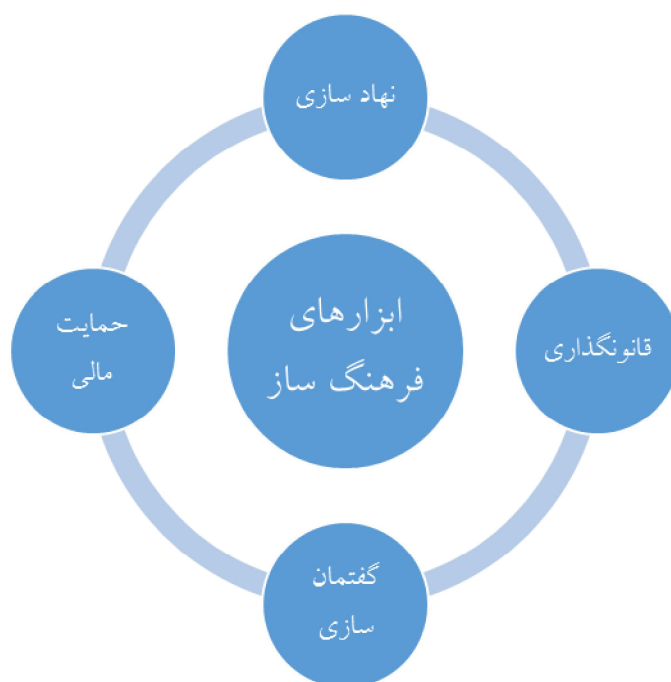 نهاد سازی
ابزارهای
فرهنگ ساز
قانونگذاری
حمایت
مالی
گفتمان
سازی